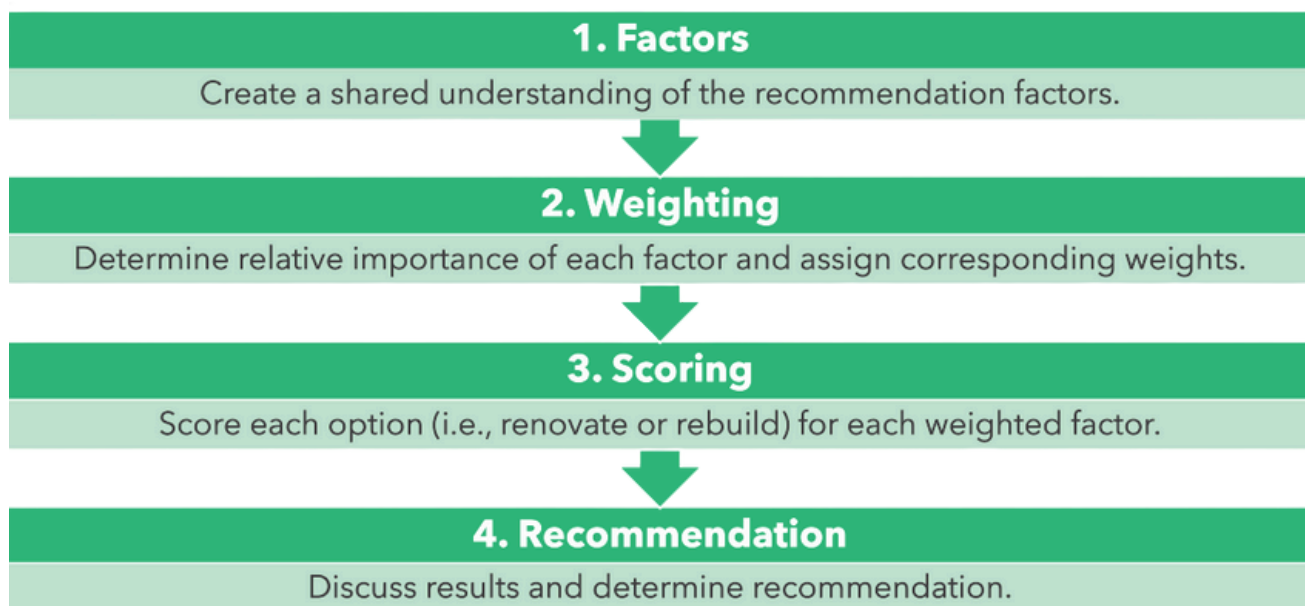 1. Factors
Create a shared understanding of the recommendation factors.
2. Weighting
Determine relative importance of each factor and assign corresponding weights.
3. Scoring
Score each option (i.e., renovate or rebuild) for each weighted factor.
4. Recommendation
Discuss results and determine recommendation.